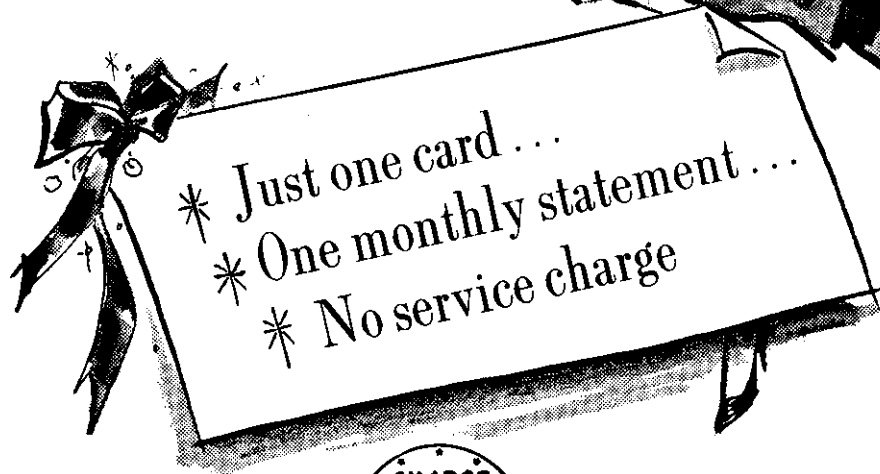 * Just one card ...
* One monthly statement ...
* No service charge